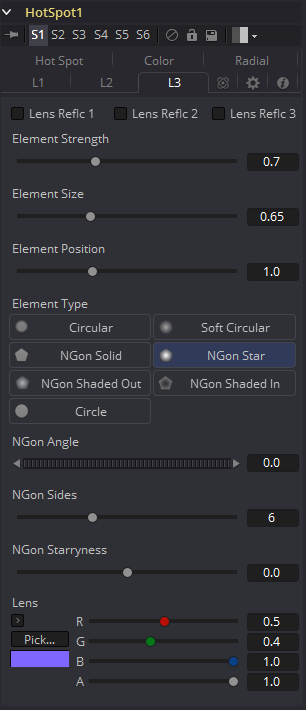 HotSpot1
S1 S2 S3 S4 S5 S6
Hot Spot Color Radial
L1 L2 L3
Lens Reflc 1 Lens Reflc 2 Lens Reflc 3
Element Strength
0.7
Element Size
0.65
Element Position
1.0
Element Type
Circular Soft Circular
NGon Solid NGon Star
NGon Shaded Out NGon Shaded In
Circle
NGon Angle
0.0
NGon Sides
6
NGon Starryness
0.0
Lens
R 0.5
Pick... G 0.4
B 1.0
A 1.0